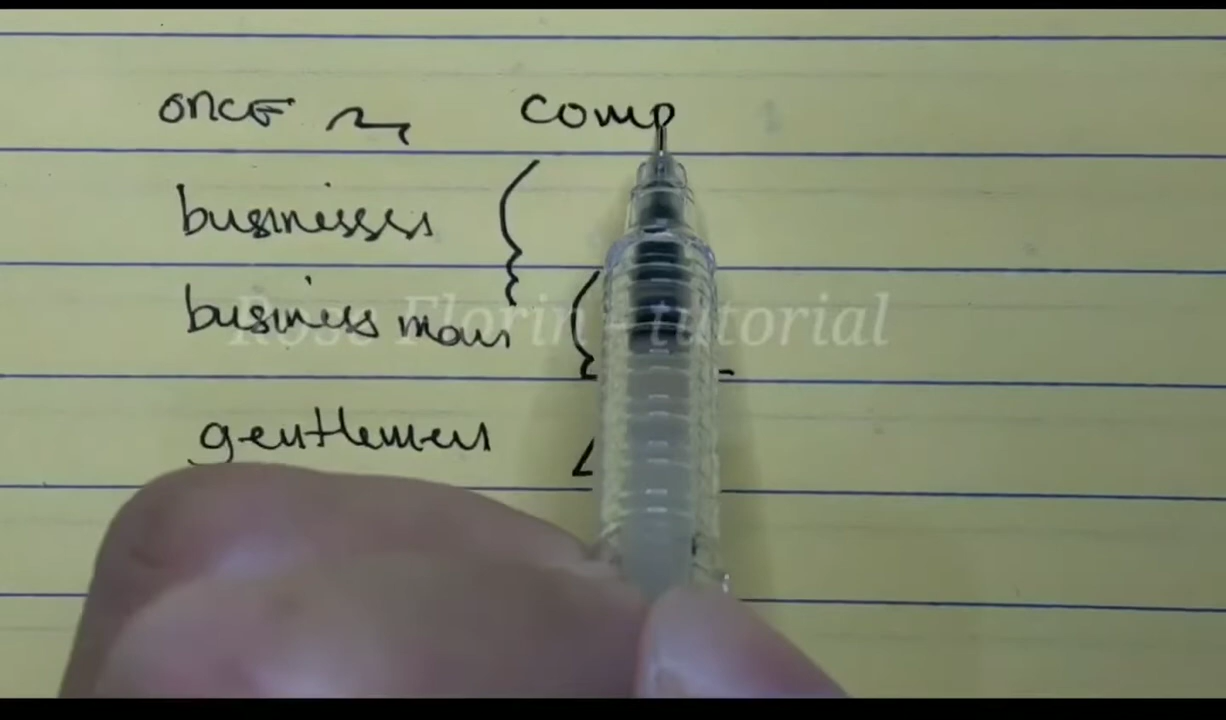 once comp
businesses
business man
Rose Florin - tutorial
gentlemen